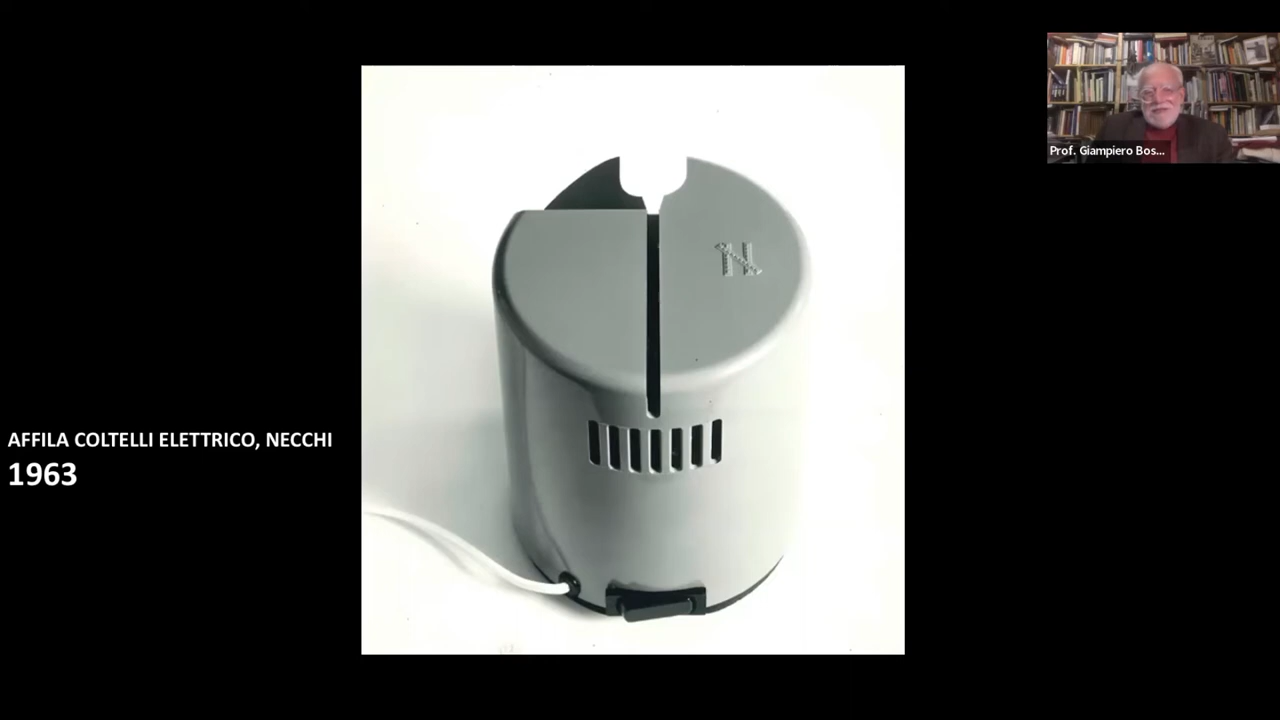 Prof. Giampiero Bos...
N
AFFILA COLTELLI ELETTRICO, NECCHI
1963